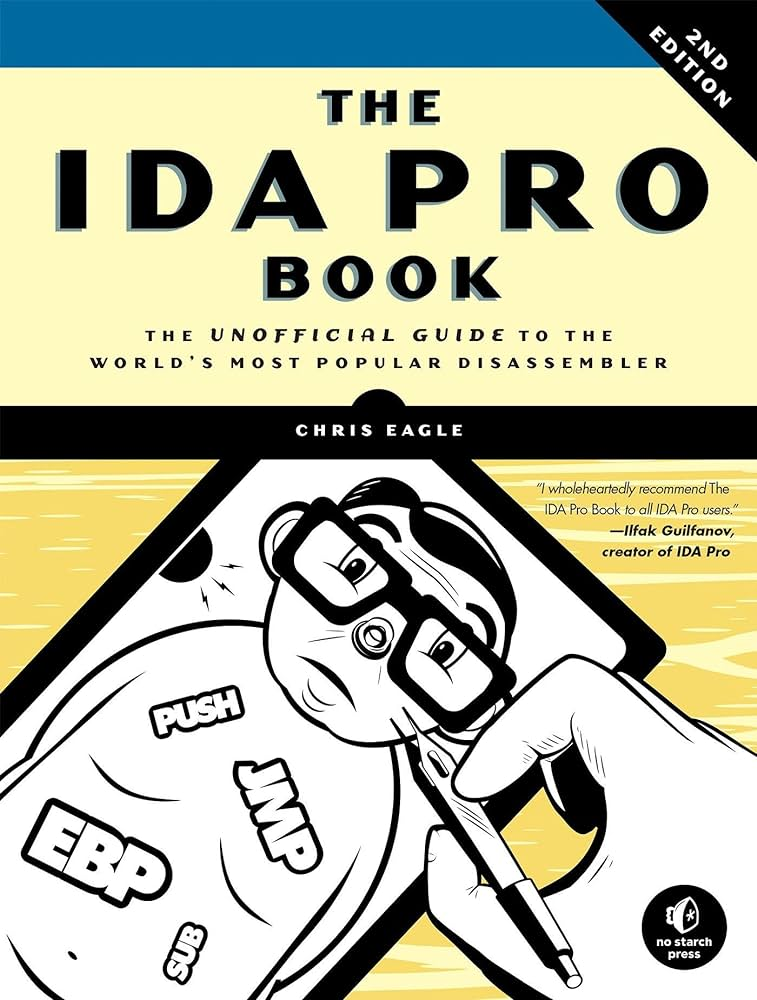 2ND
EDITION
THE
IDA PRO
BOOK
THE UNOFFICIAL GUIDE TO THE
WORLD'S MOST POPULAR DISASSEMBLER
CHRIS EAGLE
"I wholeheartedly recommend The
IDA Pro Book to all IDA Pro users."
—Ilfak Guilfanov,
creator of IDA Pro
PUSH
JMP
EBP
SUB
no starch
press